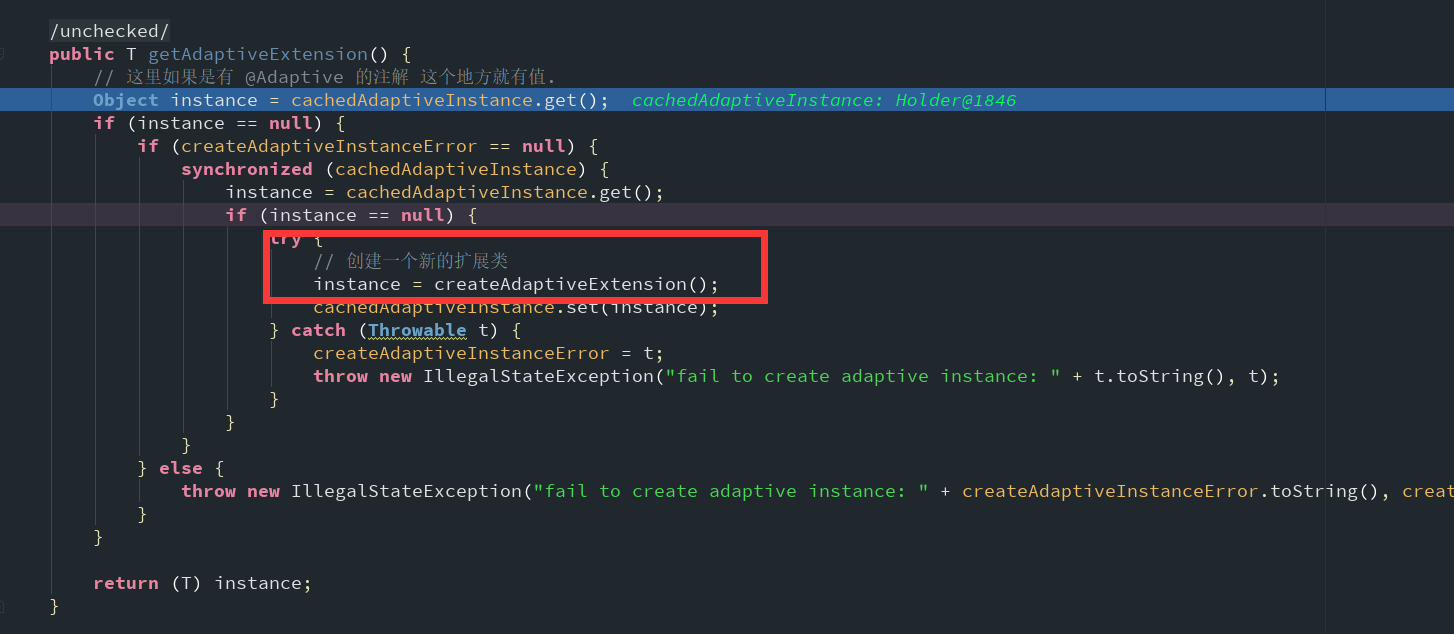 /unchecked/
public T getAdaptiveExtension() {
// 这里如果是有 @Adaptive 的注解 这个地方就有值.
Object instance = cachedAdaptiveInstance.get(); cachedAdaptiveInstance: Holder@1846
if (instance == null) {
if (createAdaptiveInstanceError == null) {
synchronized (cachedAdaptiveInstance) {
instance = cachedAdaptiveInstance.get();
if (instance == null) {
try {
// 创建一个新的扩展类
instance = createAdaptiveExtension();
cachedAdaptiveInstance.set(instance);
} catch (Throwable t) {
createAdaptiveInstanceError = t;
throw new IllegalStateException("fail to create adaptive instance: " + t.toString(), t);
}
}
}
} else {
throw new IllegalStateException("fail to create adaptive instance: " + createAdaptiveInstanceError.toString(), creat
}
}
return (T) instance;
}